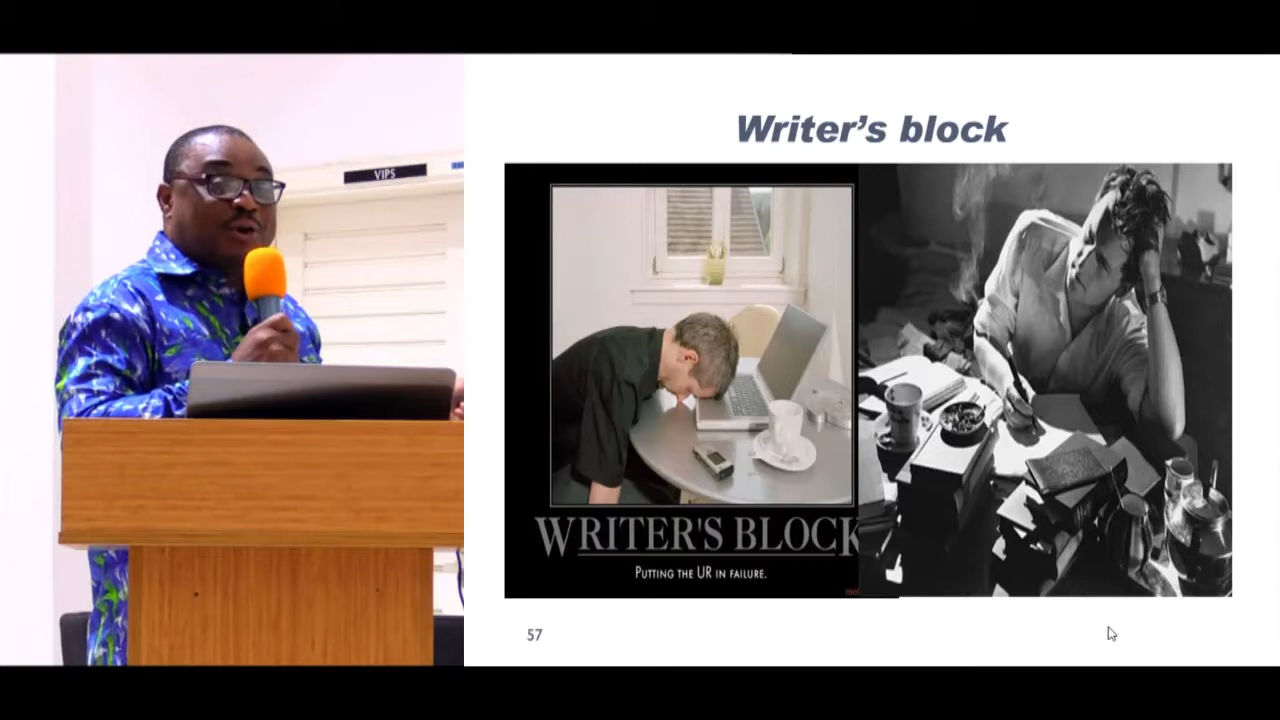 VIPS
Writer's block
WRITER'S BLOCK
PUTTING THE UR IN FAILURE.
57